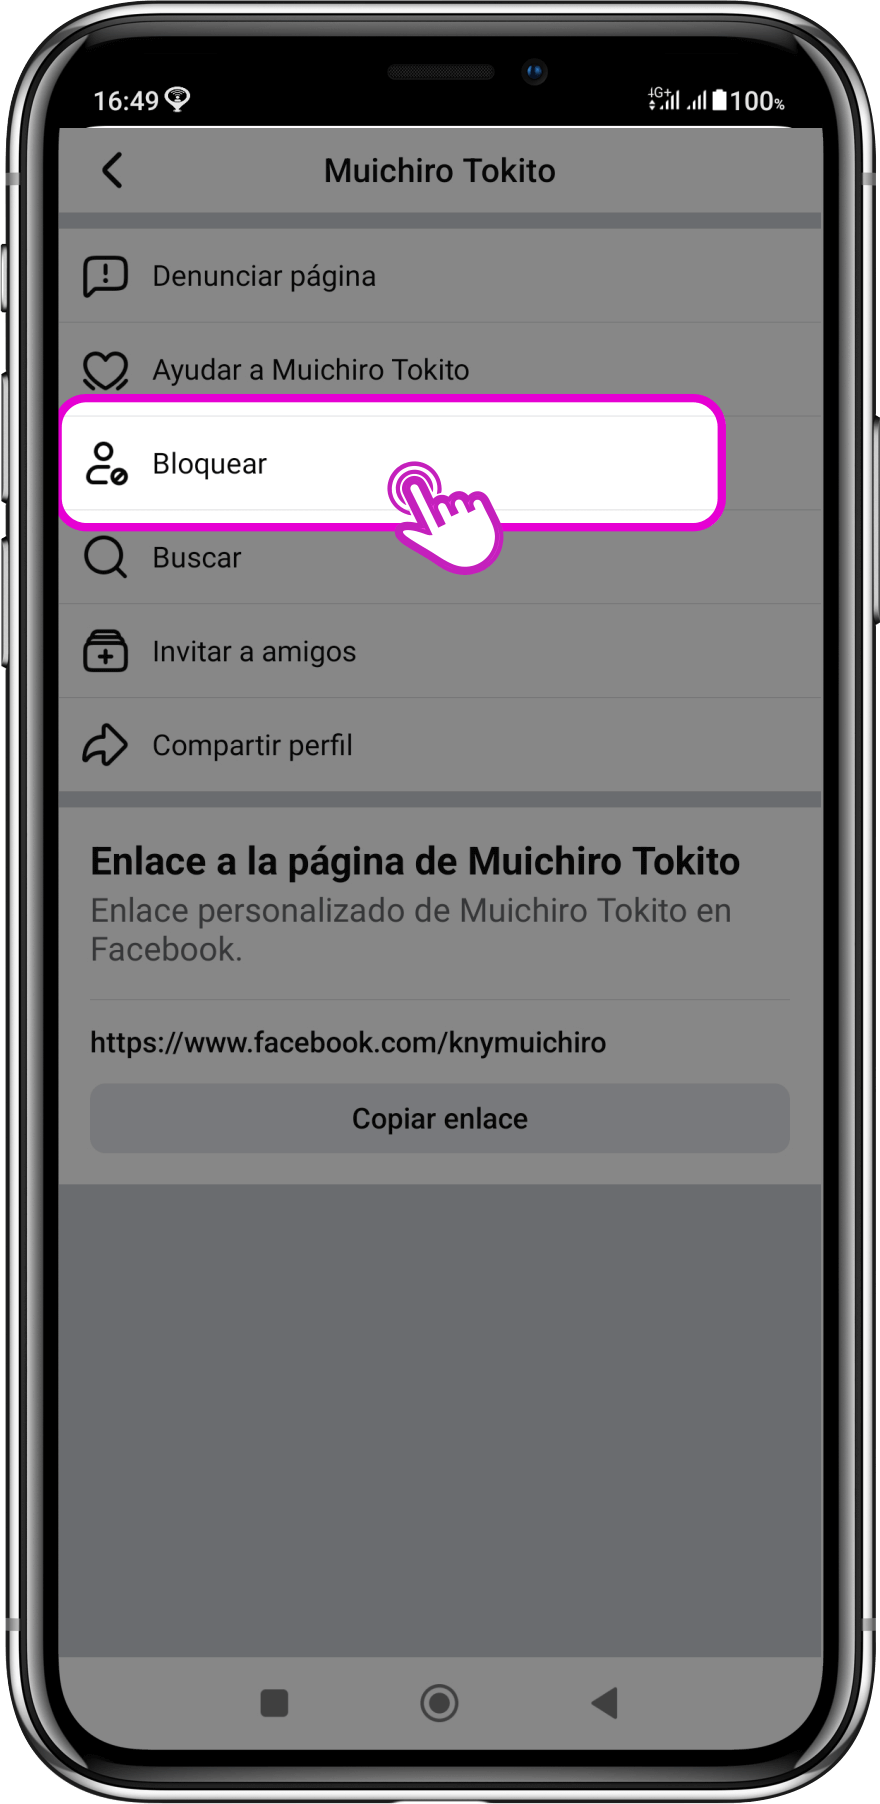 16:49 4G+ 100%
Muichiro Tokito
Denunciar página
Ayudar a Muichiro Tokito
Bloquear
Buscar
Invitar a amigos
Compartir perfil
Enlace a la página de Muichiro Tokito
Enlace personalizado de Muichiro Tokito en
Facebook.
https://www.facebook.com/knymuichiro
Copiar enlace